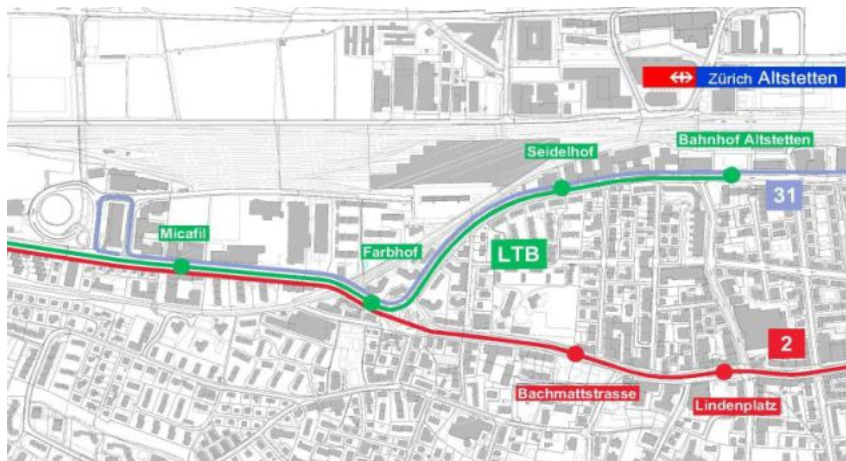 Zürich Altstetten
Bahnhof Altstetten
Seidelhof
31
Micafil
Farbhof
LTB
2
Bachmattstrasse
Lindenplatz